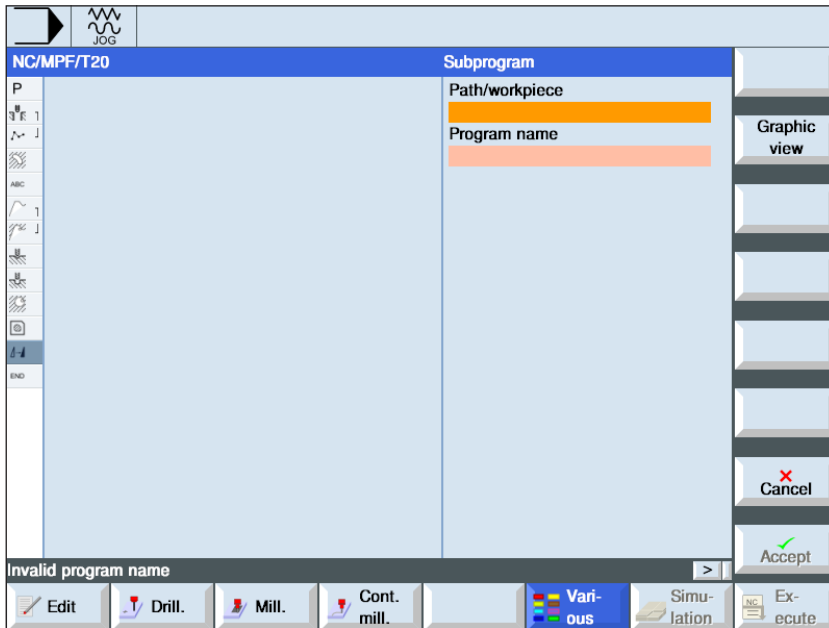 JOG
NC/MPF/T20
Subprogram
P
Path/workpiece
Program name
ABC
END
Graphic
view
Cancel
Accept
Invalid program name
>
Edit
Drill.
Mill.
Cont.
mill.
Vari-
ous
Simu-
lation
NC
Ex-
ecute